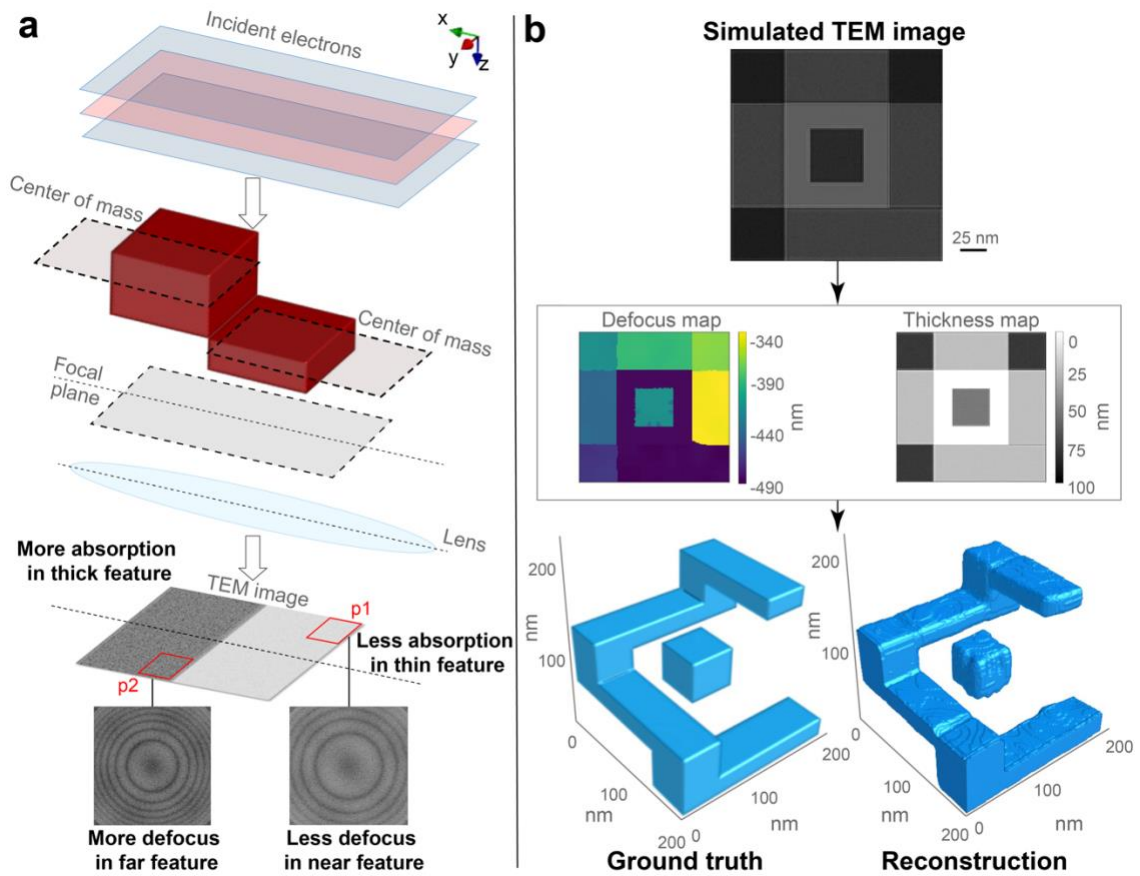 a
Incident electrons
x
y
z
Center of mass
Center of mass
Focal
plane
Lens
More absorption
in thick feature
TEM image
p1
Less absorption
in thin feature
p2
More defocus
in far feature
Less defocus
in near feature
b
Simulated TEM image
25 nm
Defocus map
-340
-390
-440
-490
nm
Thickness map
0
25
50
75
100
nm
200
nm
100
0
100
nm
200
0
100
nm
200
Ground truth
200
nm
100
0
100
nm
200
0
100
nm
200
Reconstruction